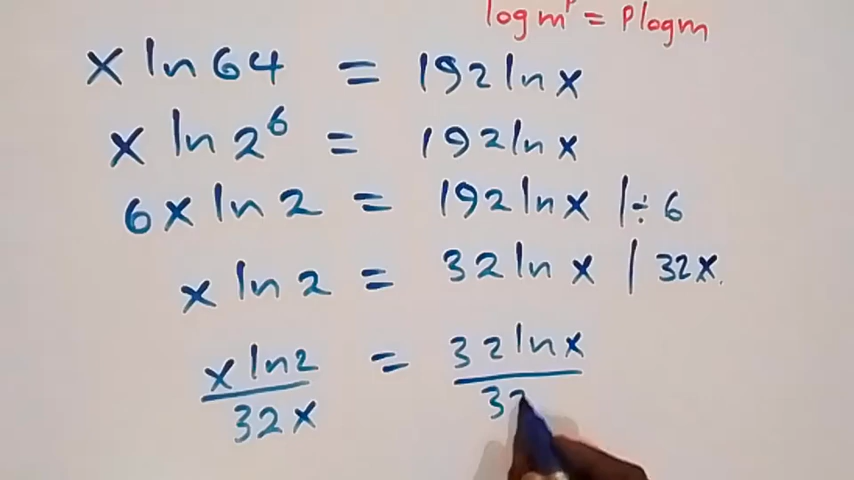 log m^p = P log m
x ln 64 = 192 ln x
x ln 2^6 = 192 ln x
6x ln 2 = 192 ln x | ÷ 6
x ln 2 = 32 ln x | 32x.
x ln 2 / 32x = 32 ln x / 32